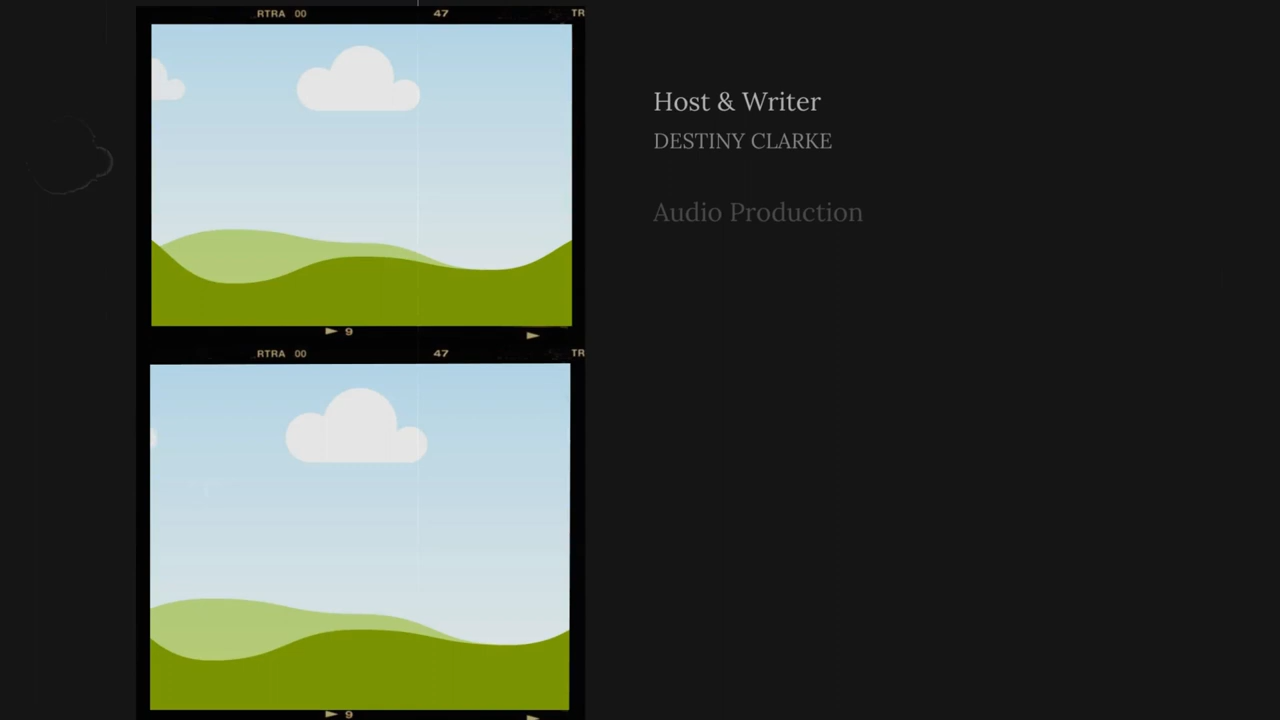 RTRA 00 47 TR
Host & Writer
DESTINY CLARKE
Audio Production
9
RTRA 00 47 TR
9